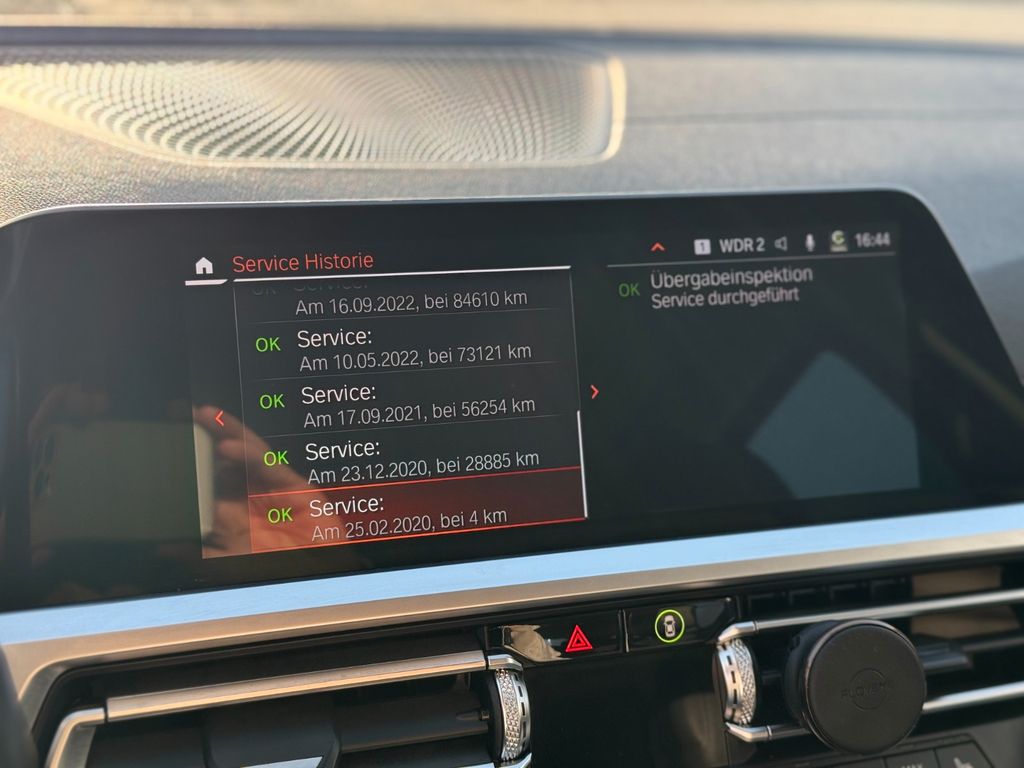 Service Historie
1 WDR 2 16:44
OK Service:
Am 16.09.2022, bei 84610 km
OK Service:
Am 10.05.2022, bei 73121 km
OK Service:
Am 17.09.2021, bei 56254 km
OK Service:
Am 23.12.2020, bei 28885 km
OK Service:
Am 25.02.2020, bei 4 km
OK Übergabeinspektion
Service durchgeführt